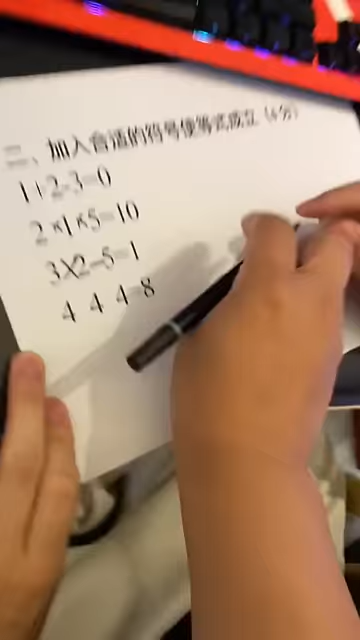 二、加入合适的符号使等式成立（4分）
1+2-3=0
2×1×5=10
3×2-5=1
4 4 4=8